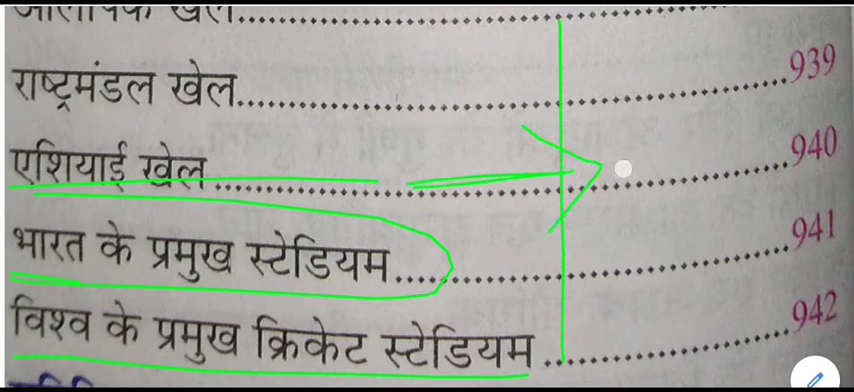 राष्ट्रमंडल खेल........................................939
एशियाई खेल........................................940
भारत के प्रमुख स्टेडियम..............................941
विश्व के प्रमुख क्रिकेट स्टेडियम....................942